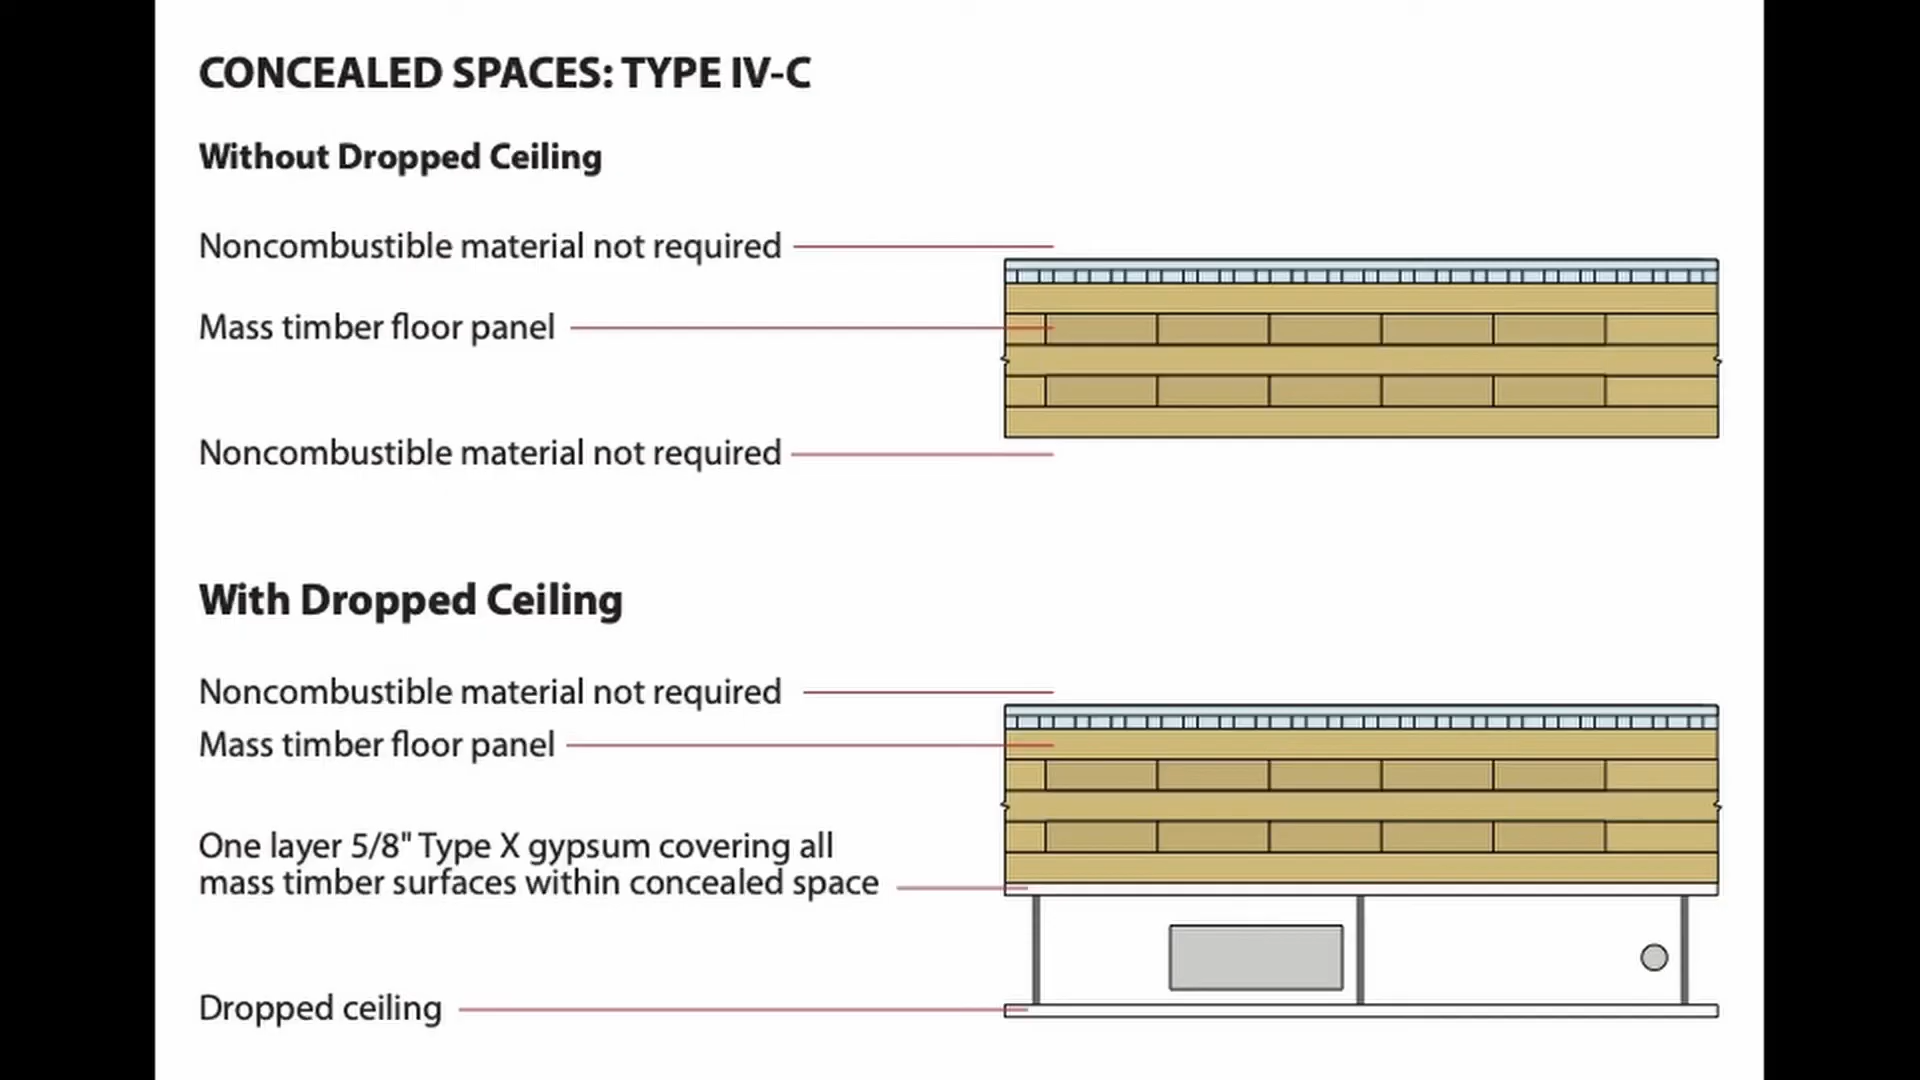 CONCEALED SPACES: TYPE IV-C
Without Dropped Ceiling
Noncombustible material not required
Mass timber floor panel
Noncombustible material not required
With Dropped Ceiling
Noncombustible material not required
Mass timber floor panel
One layer 5/8" Type X gypsum covering all
mass timber surfaces within concealed space
Dropped ceiling